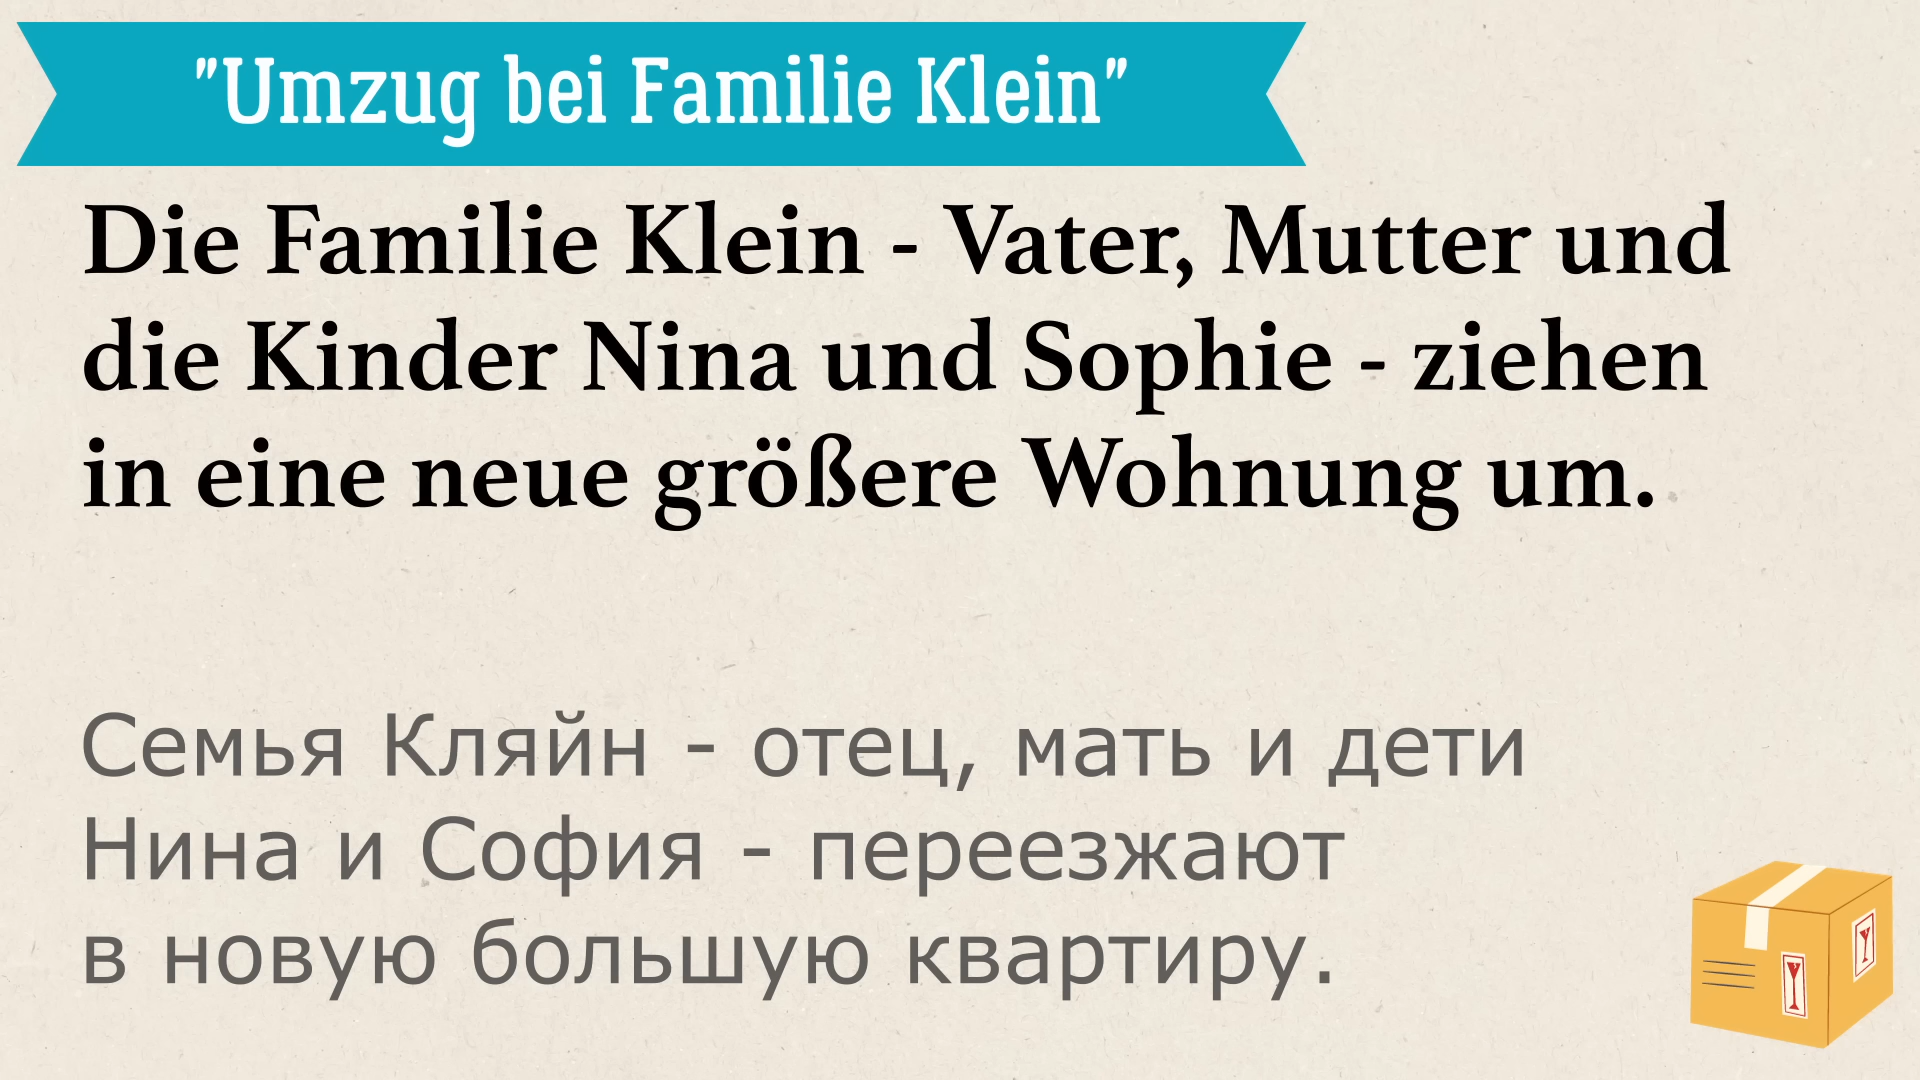 "Umzug bei Familie Klein"
Die Familie Klein - Vater, Mutter und
die Kinder Nina und Sophie - ziehen
in eine neue größere Wohnung um.
Семья Кляйн - отец, мать и дети
Нина и София - переезжают
в новую большую квартиру.